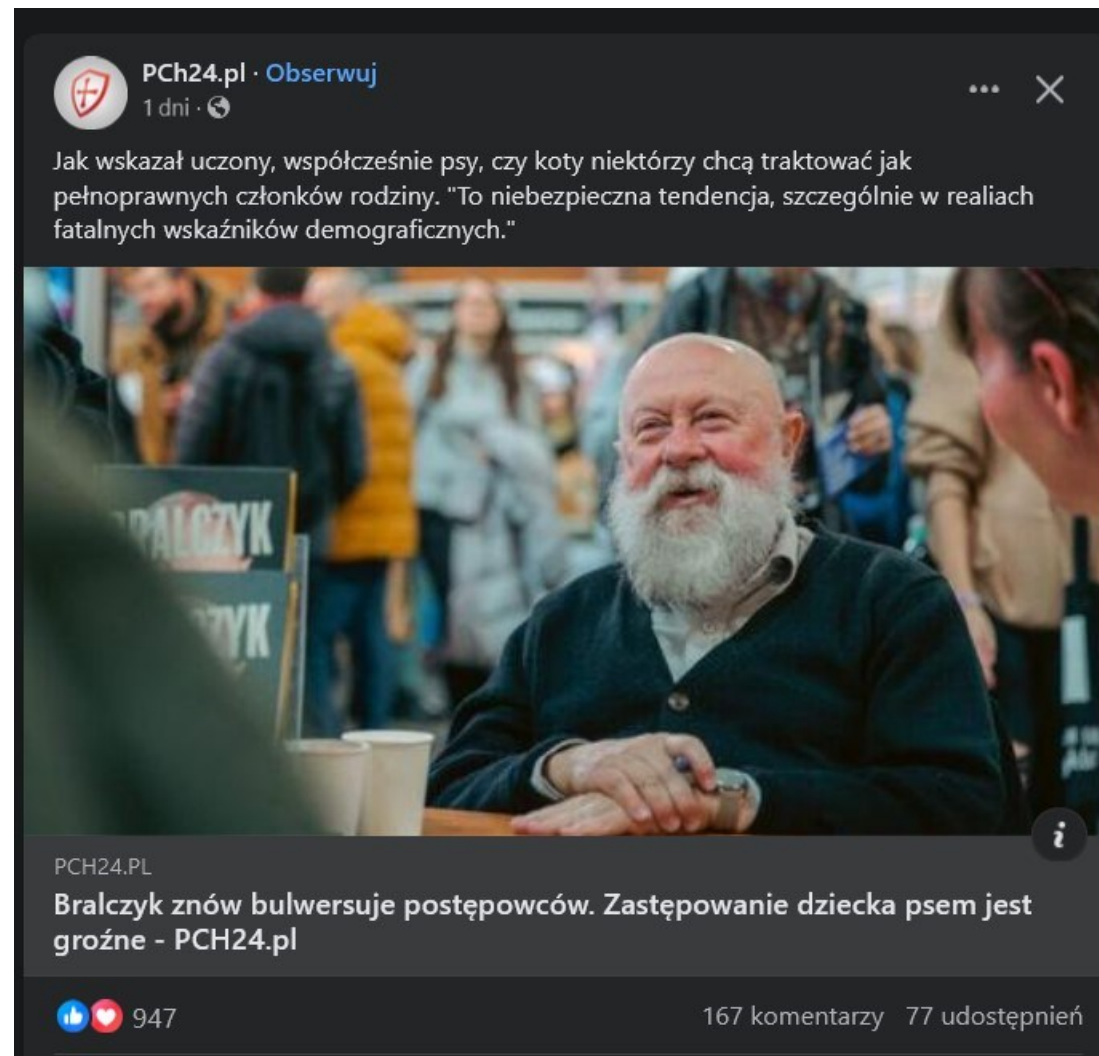 PCh24.pl · Obserwuj
1 dni ·
Jak wskazał uczony, współcześnie psy, czy koty niektórzy chcą traktować jak
pełnoprawnych członków rodziny. "To niebezpieczna tendencja, szczególnie w realiach
fatalnych wskaźników demograficznych."
RALCZYK
ZYK
PCH24.PL
Bralczyk znów bulwersuje postępowców. Zastępowanie dziecka psem jest
groźne - PCH24.pl
947
167 komentarzy 77 udostępnień